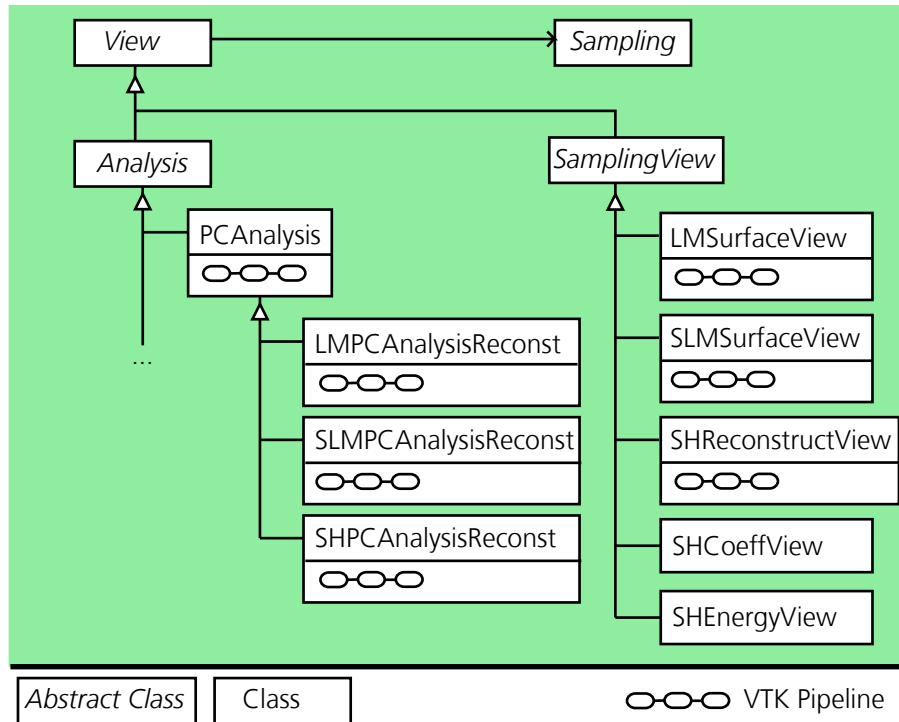 View
Sampling
Analysis
SamplingView
PCAnalysis
LMSurfaceView
LMPCAnalysisReconst
SLMSurfaceView
...
SLMPCAnalysisReconst
SHReconstructView
SHPCAnalysisReconst
SHCoeffView
SHEnergyView
Abstract Class
Class
VTK Pipeline